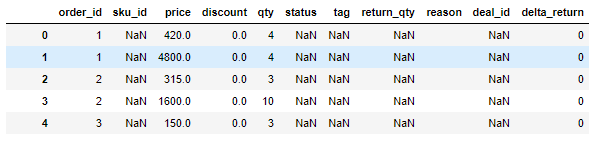 order_id sku_id price discount qty status tag return_qty reason deal_id delta_return
0 1 NaN 420.0 0.0 4 NaN NaN NaN NaN 0
1 1 NaN 4800.0 0.0 4 NaN NaN NaN NaN 0
2 2 NaN 315.0 0.0 3 NaN NaN NaN NaN 0
3 2 NaN 1600.0 0.0 10 NaN NaN NaN NaN 0
4 3 NaN 150.0 0.0 3 NaN NaN NaN NaN 0